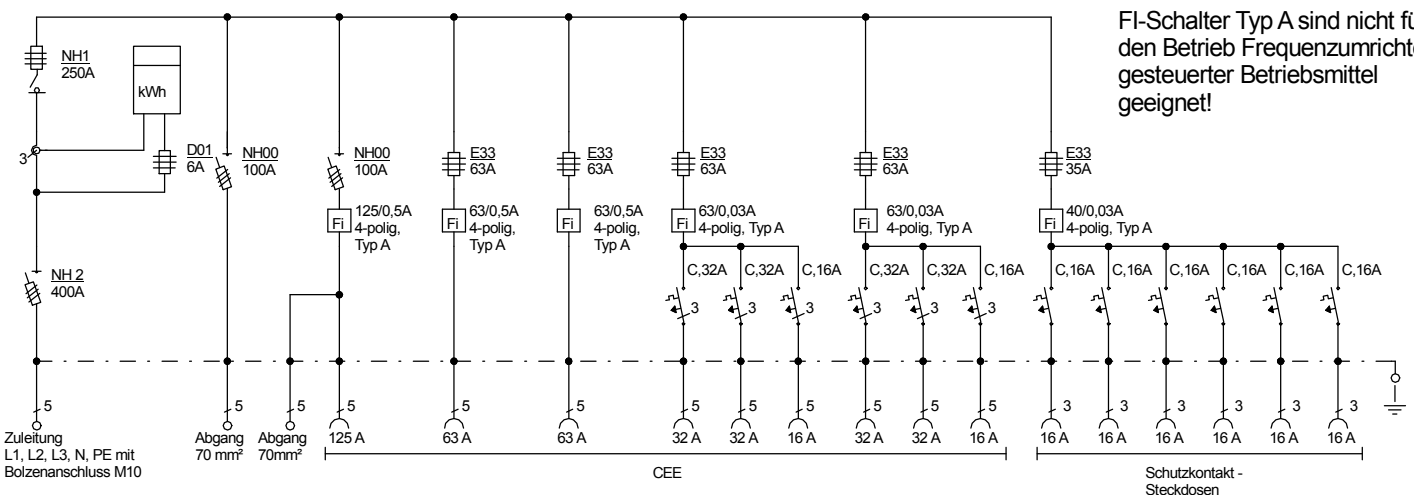 FI-Schalter Typ A sind nicht fü
den Betrieb Frequenzumricht
gesteuerter Betriebsmittel
geeignet!
NH1
250A
kWh
3
D01
6A
NH00
100A
NH00
100A
E33
63A
E33
63A
E33
63A
E33
63A
E33
35A
Fi
125/0,5A
4-polig,
Typ A
Fi
63/0,5A
4-polig,
Typ A
Fi
63/0,5A
4-polig,
Typ A
Fi
63/0,03A
4-polig, Typ A
Fi
63/0,03A
4-polig, Typ A
Fi
40/0,03A
4-polig, Typ A
NH 2
400A
C,32A
C,32A
C,16A
C,32A
C,32A
C,16A
C,16A
C,16A
C,16A
C,16A
C,16A
C,16A
3
3
3
3
3
3
5
5
5
5
5
5
5
5
5
5
5
5
3
3
3
3
3
3
Zuleitung
L1, L2, L3, N, PE mit
Bolzenanschluss M10
Abgang
70 mm²
Abgang
70mm²
125 A
63 A
63 A
32 A
32 A
16 A
32 A
32 A
16 A
16 A
16 A
16 A
16 A
16 A
16 A
CEE
Schutzkontakt -
Steckdosen